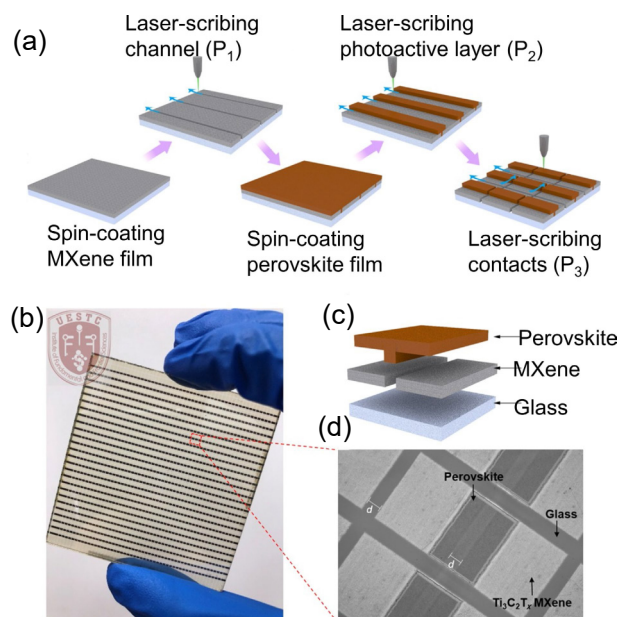 (a)
Laser-scribing
channel (P₁)
Laser-scribing
photoactive layer (P₂)
Spin-coating
MXene film
Spin-coating
perovskite film
Laser-scribing
contacts (P₃)
(b)
UESTC
(c)
Perovskite
MXene
Glass
(d)
Perovskite
Glass
d
d
Ti₃C₂Tₓ MXene